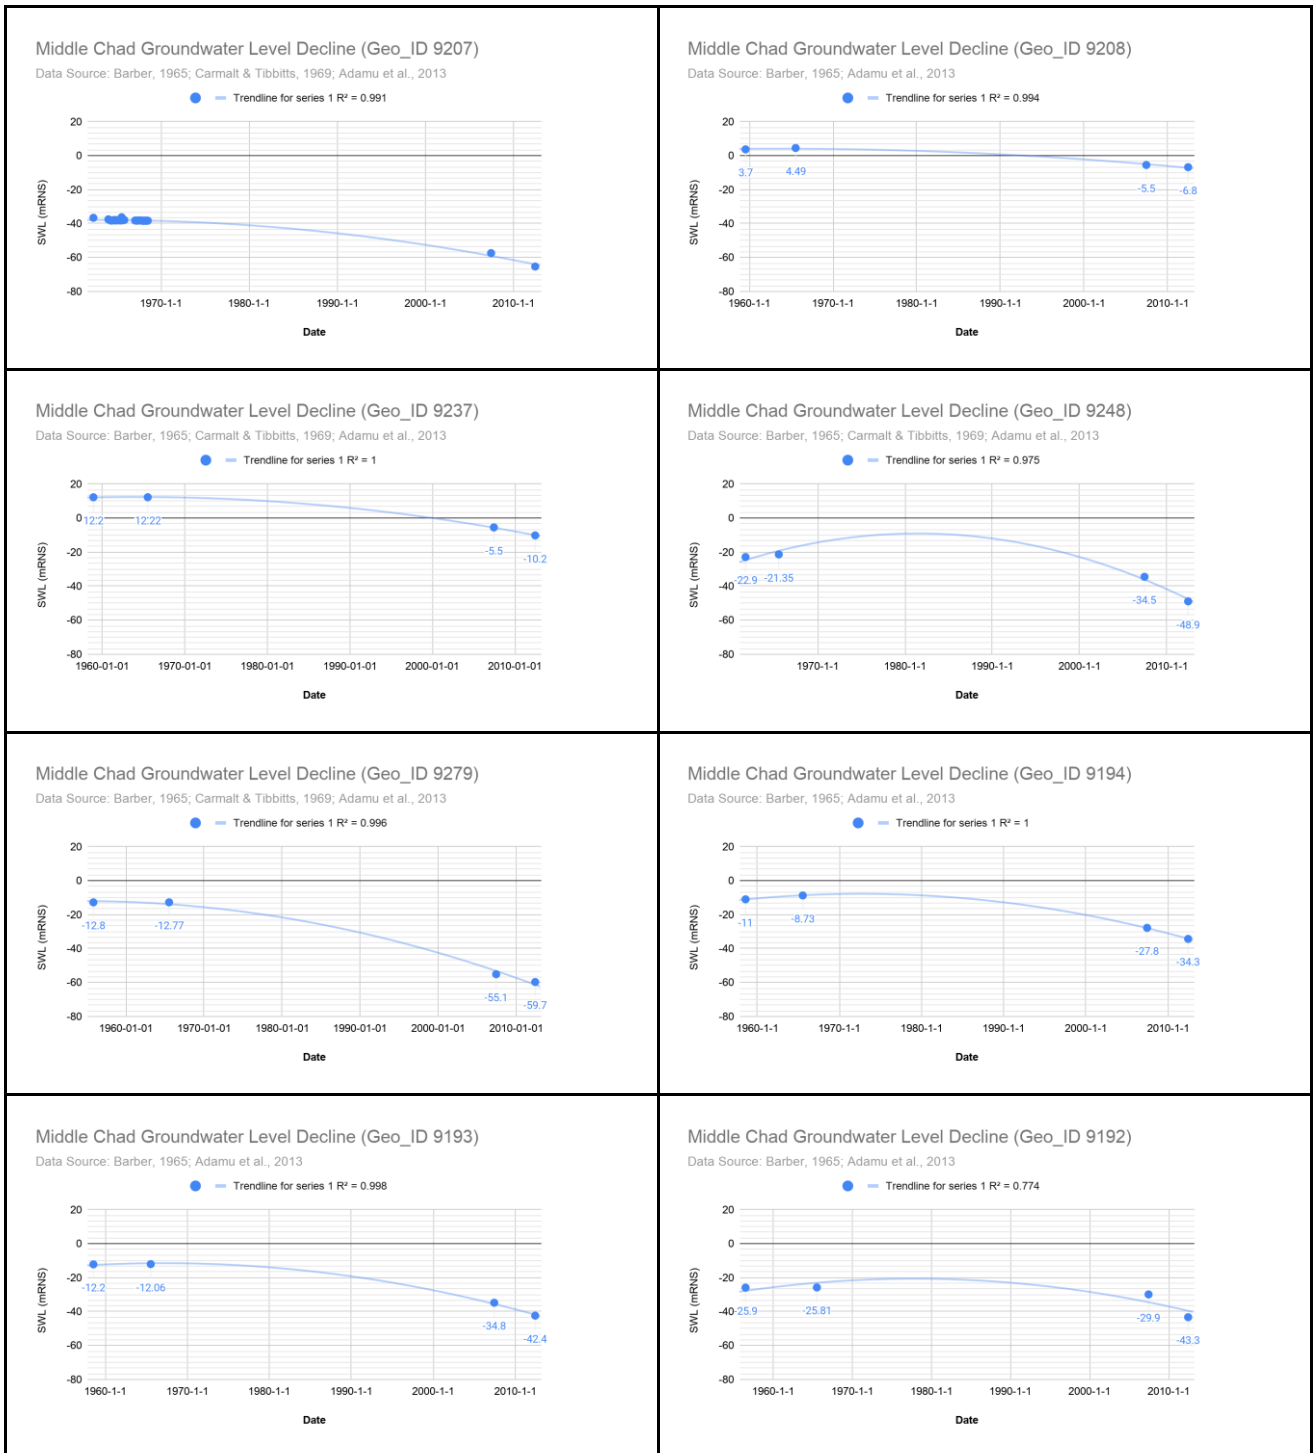 Middle Chad Groundwater Level Decline (Geo_ID 9207)
Data Source: Barber, 1965; Carmalt & Tibbitts, 1969; Adamu et al., 2013
Trendline for series 1 R² = 0.991
20
0
-20
-40
-60
-80
SWL (mRNS)
1970-1-1 1980-1-1 1990-1-1 2000-1-1 2010-1-1
Date
Middle Chad Groundwater Level Decline (Geo_ID 9208)
Data Source: Barber, 1965; Adamu et al., 2013
Trendline for series 1 R² = 0.994
20
0
-20
-40
-60
-80
SWL (mRNS)
3.7 4.49 -5.5 -6.8
1960-1-1 1970-1-1 1980-1-1 1990-1-1 2000-1-1 2010-1-1
Date
Middle Chad Groundwater Level Decline (Geo_ID 9237)
Data Source: Barber, 1965; Carmalt & Tibbitts, 1969; Adamu et al., 2013
Trendline for series 1 R² = 1
20
0
-20
-40
-60
-80
SWL (mRNS)
12.2 12.22 -5.5 -10.2
1960-01-01 1970-01-01 1980-01-01 1990-01-01 2000-01-01 2010-01-01
Date
Middle Chad Groundwater Level Decline (Geo_ID 9248)
Data Source: Barber, 1965; Carmalt & Tibbitts, 1969; Adamu et al., 2013
Trendline for series 1 R² = 0.975
20
0
-20
-40
-60
-80
SWL (mRNS)
-22.9 -21.35 -34.5 -48.9
1970-1-1 1980-1-1 1990-1-1 2000-1-1 2010-1-1
Date
Middle Chad Groundwater Level Decline (Geo_ID 9279)
Data Source: Barber, 1965; Carmalt & Tibbitts, 1969; Adamu et al., 2013
Trendline for series 1 R² = 0.996
20
0
-20
-40
-60
-80
SWL (mRNS)
-12.8 -12.77 -55.1 -59.7
1960-01-01 1970-01-01 1980-01-01 1990-01-01 2000-01-01 2010-01-01
Date
Middle Chad Groundwater Level Decline (Geo_ID 9194)
Data Source: Barber, 1965; Adamu et al., 2013
Trendline for series 1 R² = 1
20
0
-20
-40
-60
-80
SWL (mRNS)
-11 -8.73 -27.8 -34.3
1960-1-1 1970-1-1 1980-1-1 1990-1-1 2000-1-1 2010-1-1
Date
Middle Chad Groundwater Level Decline (Geo_ID 9193)
Data Source: Barber, 1965; Adamu et al., 2013
Trendline for series 1 R² = 0.998
20
0
-20
-40
-60
-80
SWL (mRNS)
-12.2 -12.06 -34.8 -42.4
1960-1-1 1970-1-1 1980-1-1 1990-1-1 2000-1-1 2010-1-1
Date
Middle Chad Groundwater Level Decline (Geo_ID 9192)
Data Source: Barber, 1965; Adamu et al., 2013
Trendline for series 1 R² = 0.774
20
0
-20
-40
-60
-80
SWL (mRNS)
-25.9 -25.81 -29.9 -43.3
1960-1-1 1970-1-1 1980-1-1 1990-1-1 2000-1-1 2010-1-1
Date